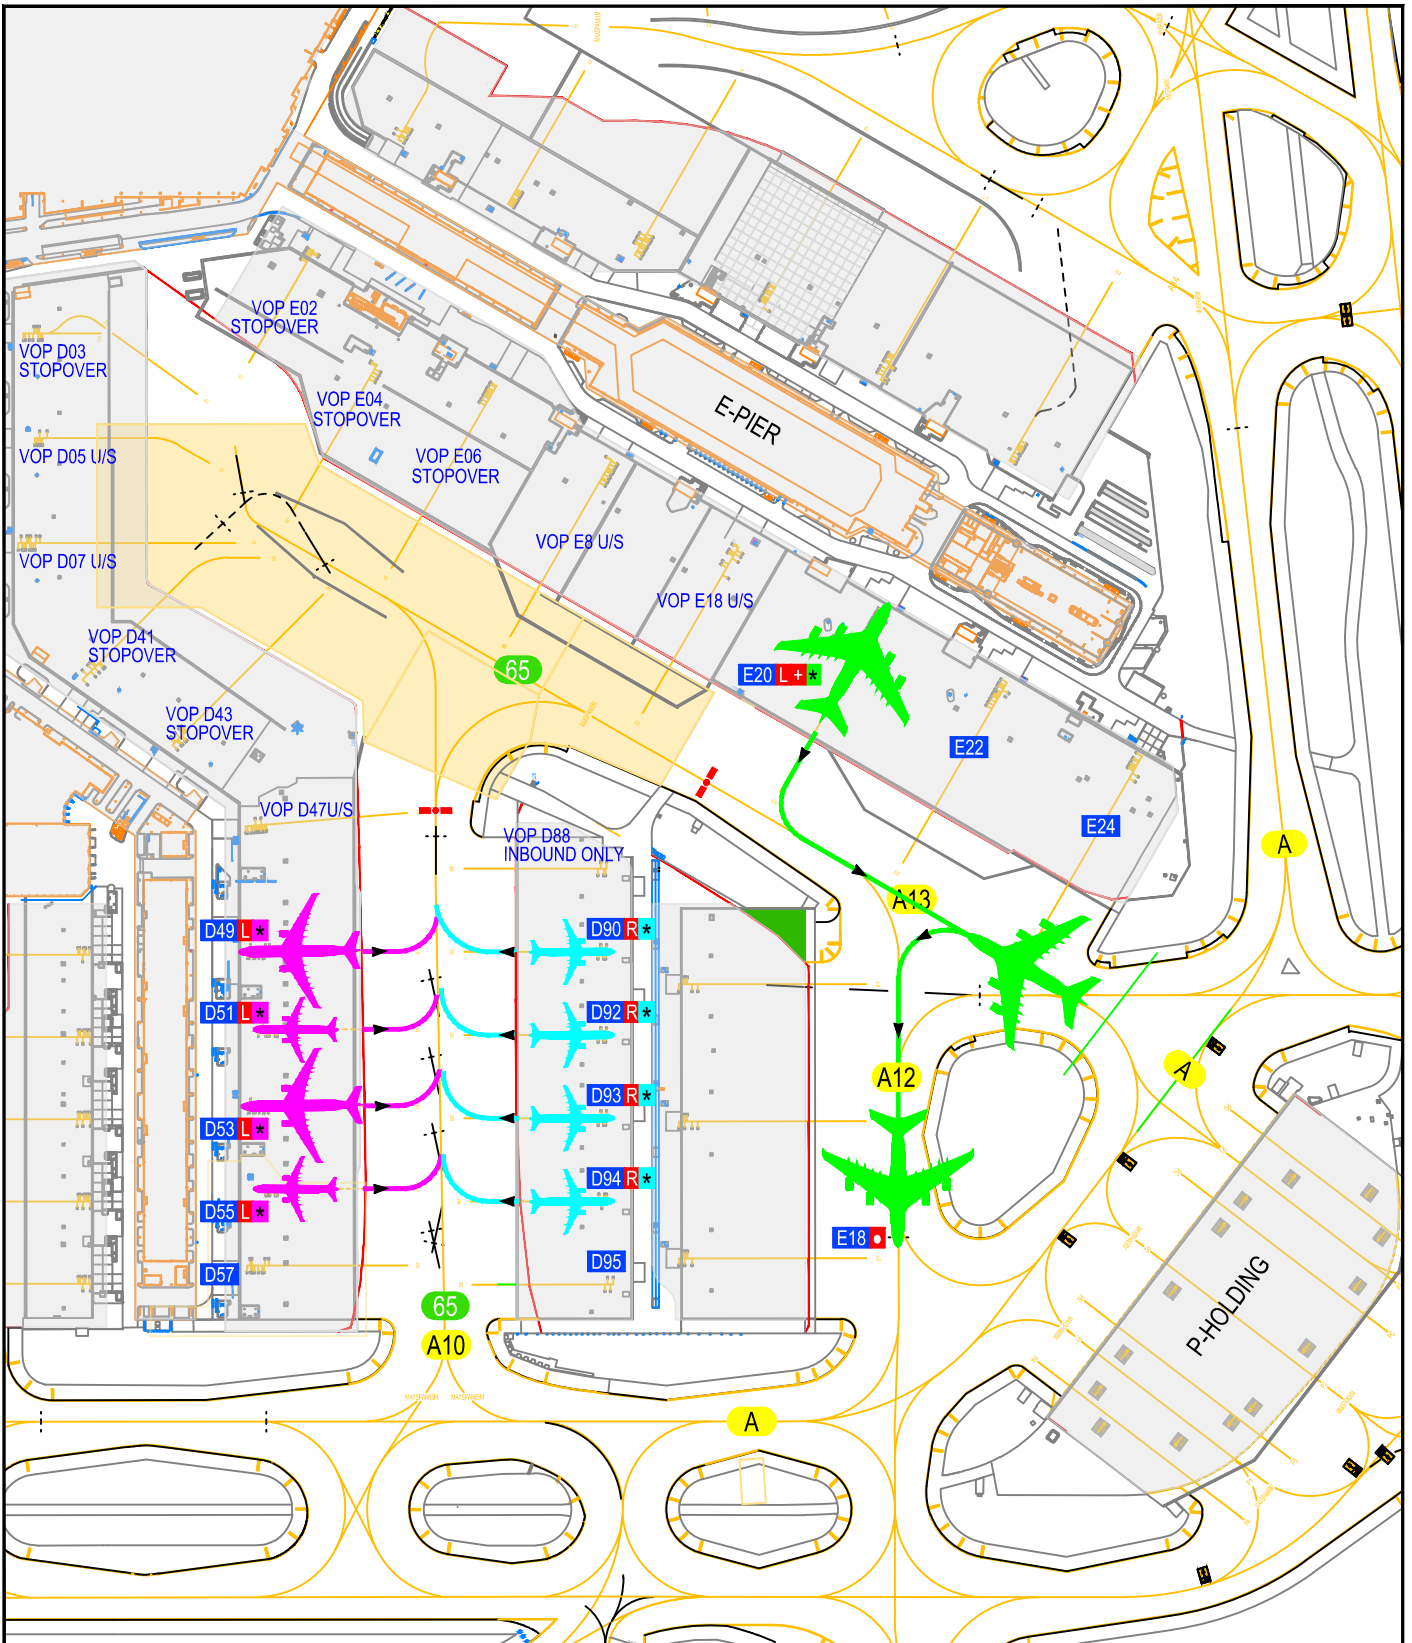 VOP E02
STOPOVER
VOP D03
STOPOVER
VOP E04
STOPOVER
E-PIER
VOP D05 U/S
VOP E06
STOPOVER
VOP E8 U/S
VOP D07 U/S
VOP E18 U/S
VOP D41
STOPOVER
65
E20 L + *
VOP D43
STOPOVER
E22
VOP D47U/S
E24
VOP D88
INBOUND ONLY
A
A13
D49 L *
D90 R *
D51 L *
D92 R *
A
A12
D93 R *
D53 L *
D94 R *
D55 L *
E18
D95
D57
65
P-HOLDING
A10
A